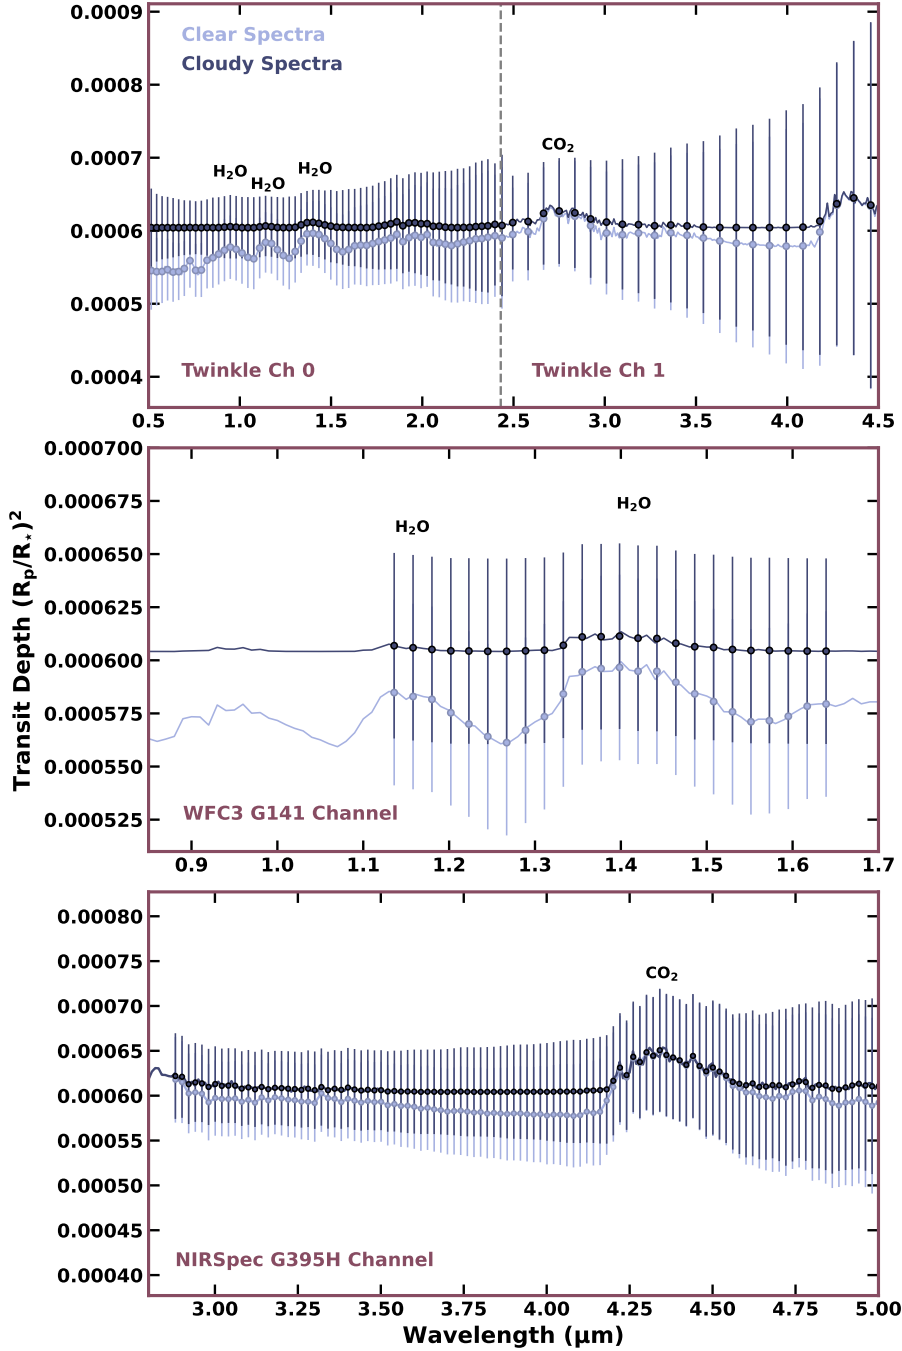 0.0009
Clear Spectra
Cloudy Spectra
0.0008
0.0007
H₂O
H₂O
H₂O
CO₂
0.0006
0.0005
0.0004
Twinkle Ch 0
Twinkle Ch 1
0.5 1.0 1.5 2.0 2.5 3.0 3.5 4.0 4.5
Transit Depth (Rₚ/R⋆)²
0.000700
0.000675
0.000650
0.000625
0.000600
0.000575
0.000550
0.000525
H₂O
H₂O
WFC3 G141 Channel
0.9 1.0 1.1 1.2 1.3 1.4 1.5 1.6 1.7
0.00080
0.00075
0.00070
0.00065
0.00060
0.00055
0.00050
0.00045
0.00040
CO₂
NIRSpec G395H Channel
3.00 3.25 3.50 3.75 4.00 4.25 4.50 4.75 5.00
Wavelength (μm)